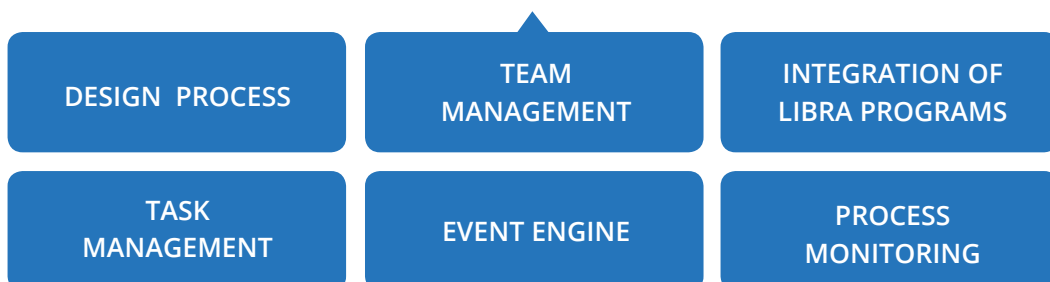 DESIGN PROCESS
TEAM
MANAGEMENT
INTEGRATION OF
LIBRA PROGRAMS
TASK
MANAGEMENT
EVENT ENGINE
PROCESS
MONITORING